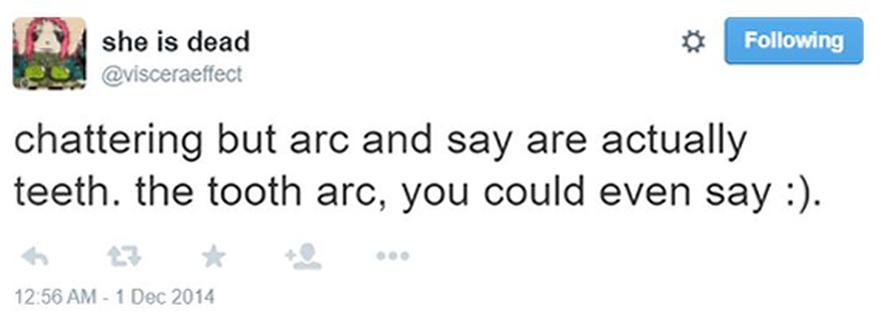 she is dead
@visceraeffect
Following
chattering but arc and say are actually
teeth. the tooth arc, you could even say :).
12:56 AM - 1 Dec 2014